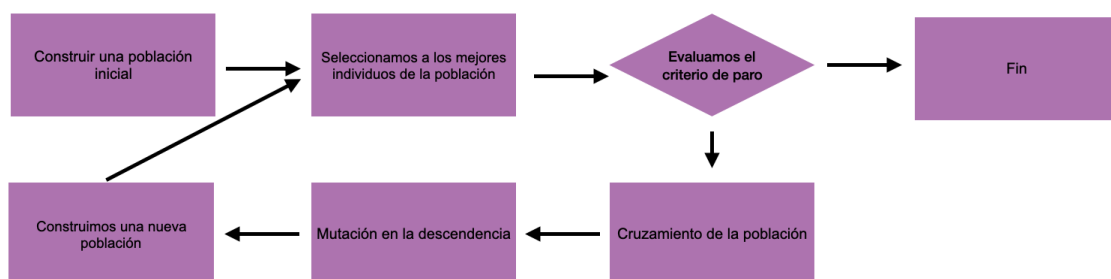 Construir una población
inicial
Seleccionamos a los mejores
individuos de la población
Evaluamos el
criterio de paro
Fin
Construimos una nueva
población
Mutación en la descendencia
Cruzamiento de la población